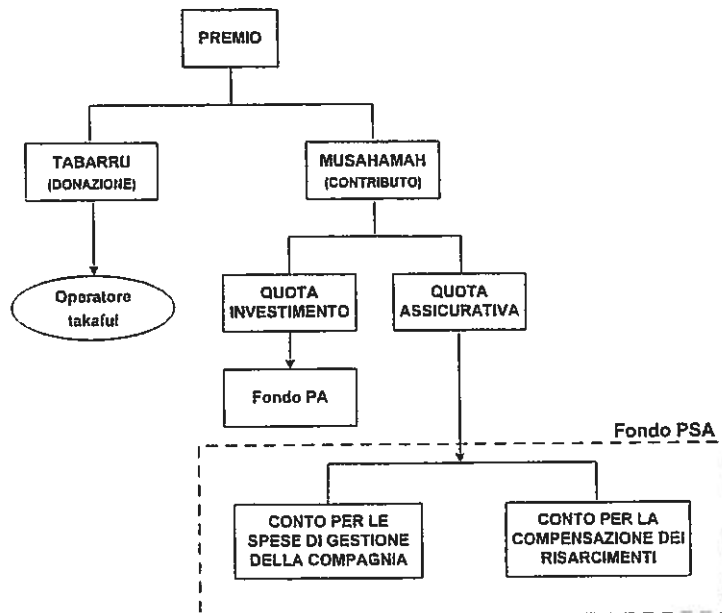 PREMIO
TABARRU
(DONAZIONE)
MUSAHAMAH
(CONTRIBUTO)
Operatore
takaful
QUOTA
INVESTIMENTO
QUOTA
ASSICURATIVA
Fondo PA
Fondo PSA
CONTO PER LE
SPESE DI GESTIONE
DELLA COMPAGNIA
CONTO PER LA
COMPENSAZIONE DEI
RISARCIMENTI